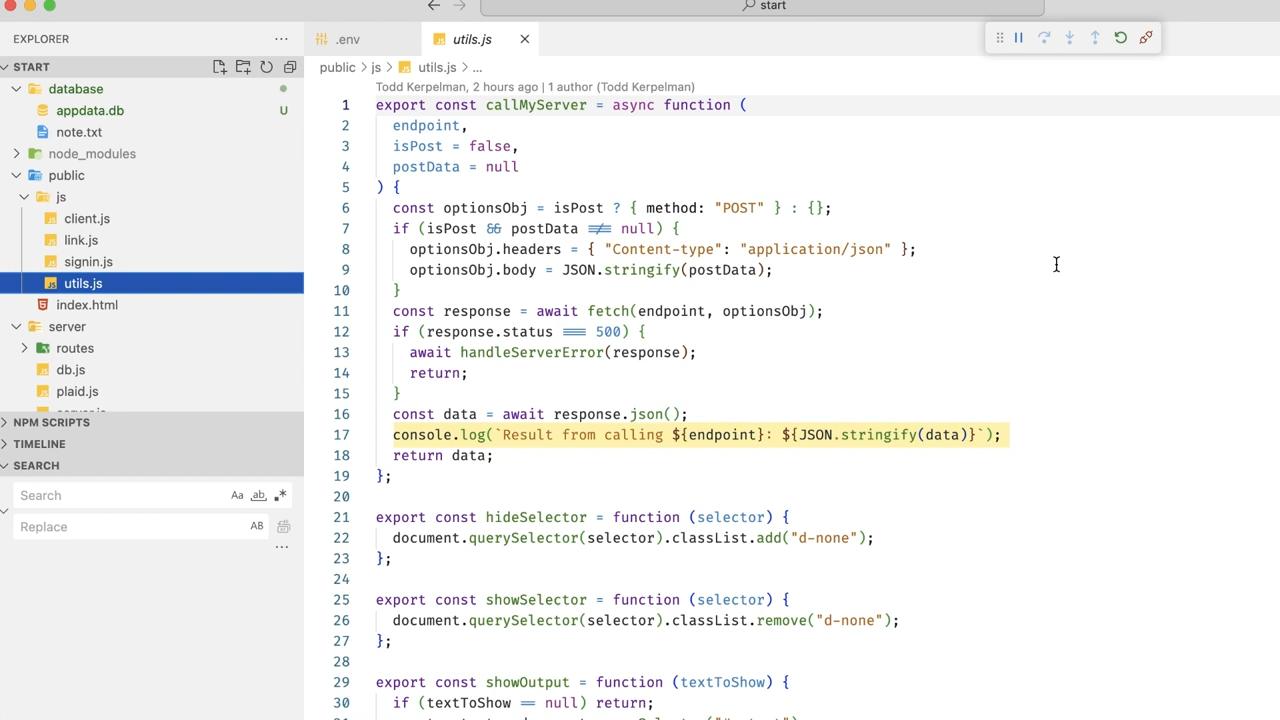 start
EXPLORER
.env
utils.js
START
public > js > utils.js > ...
database
Todd Kerpelman, 2 hours ago | 1 author (Todd Kerpelman)
appdata.db U
note.txt
node_modules
public
js
client.js
link.js
signin.js
utils.js
index.html
server
routes
db.js
plaid.js
NPM SCRIPTS
TIMELINE
SEARCH
Search Aa ab
Replace AB
1 export const callMyServer = async function (
2 endpoint,
3 isPost = false,
4 postData = null
5 ) {
6 const optionsObj = isPost ? { method: "POST" } : {};
7 if (isPost && postData !== null) {
8 optionsObj.headers = { "Content-type": "application/json" };
9 optionsObj.body = JSON.stringify(postData);
10 }
11 const response = await fetch(endpoint, optionsObj);
12 if (response.status === 500) {
13 await handleServerError(response);
14 return;
15 }
16 const data = await response.json();
17 console.log(`Result from calling ${endpoint}: ${JSON.stringify(data)}`);
18 return data;
19 };
20
21 export const hideSelector = function (selector) {
22 document.querySelector(selector).classList.add("d-none");
23 };
24
25 export const showSelector = function (selector) {
26 document.querySelector(selector).classList.remove("d-none");
27 };
28
29 export const showOutput = function (textToShow) {
30 if (textToShow == null) return;